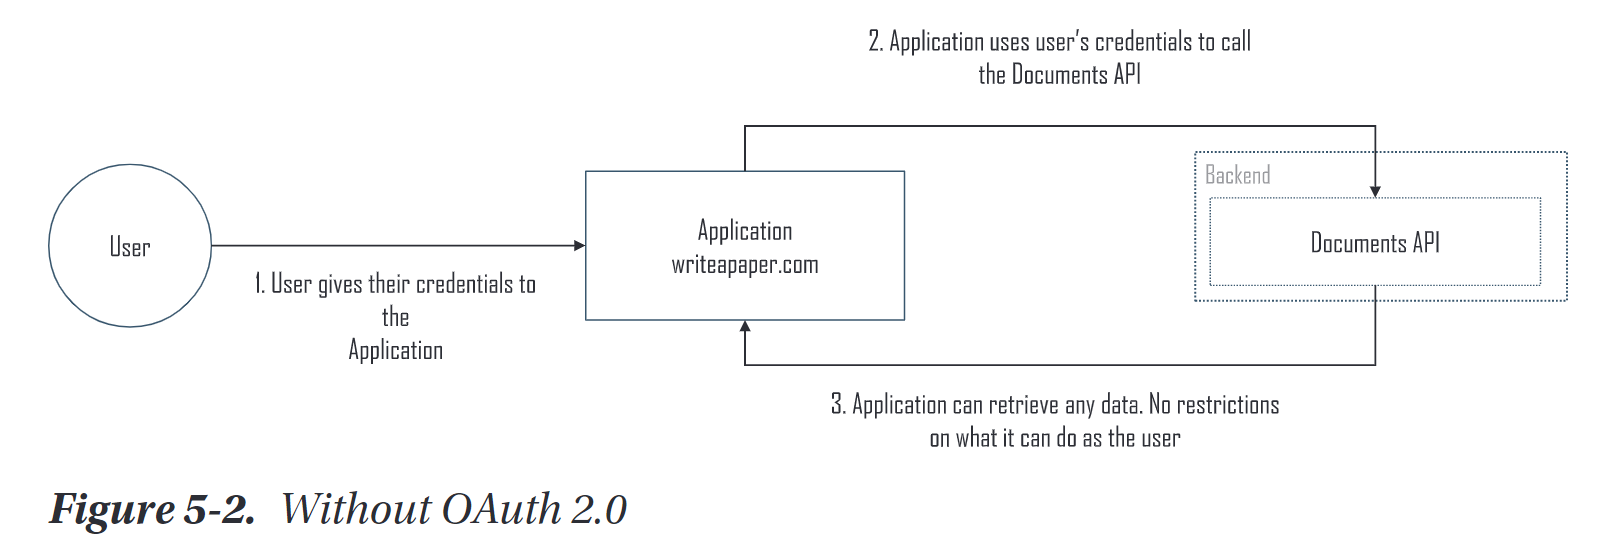 2. Application uses user's credentials to call
the Documents API
Backend
User
Application
writeapaper.com
Documents API
1. User gives their credentials to
the
Application
3. Application can retrieve any data. No restrictions
on what it can do as the user
Figure 5-2. Without OAuth 2.0